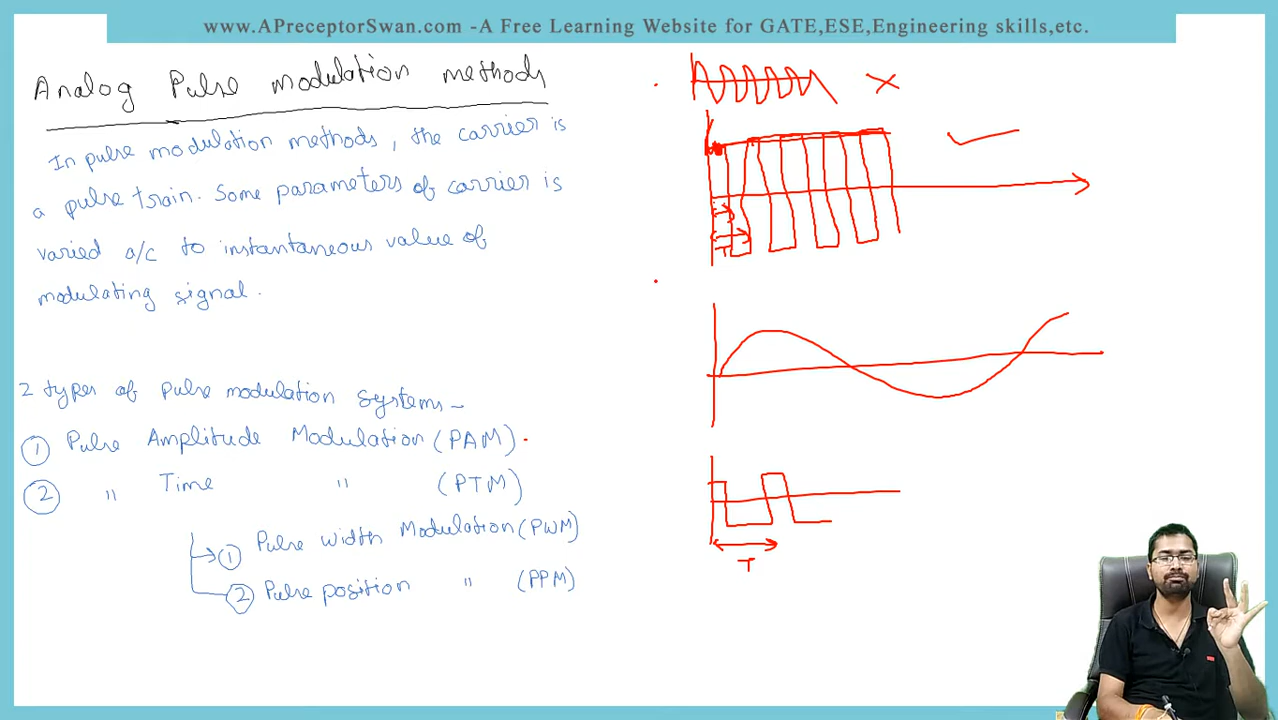 www.APreceptorSwan.com -A Free Learning Website for GATE,ESE,Engineering skills,etc.
Analog Pulse modulation methods
In pulse modulation methods, the carrier is
a pulse train. Some parameters of carrier is
varied a/c to instantaneous value of
modulating signal.
2 types of pulse modulation systems-
① Pulse Amplitude Modulation (PAM)
② " Time " (PTM)
① Pulse width Modulation (PWM)
② Pulse position " (PPM)
T
T